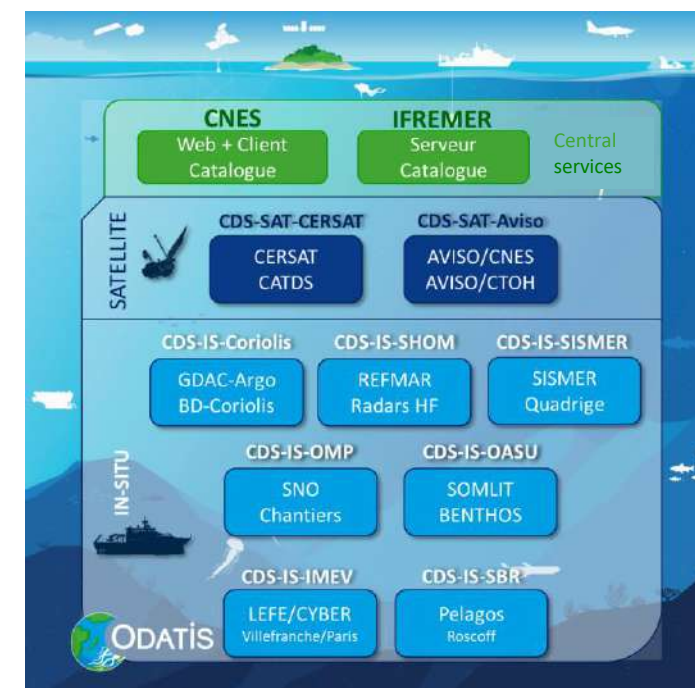 CNES
IFREMER
Web + Client
Catalogue
Serveur
Catalogue
Central
services
SATELLITE
CDS-SAT-CERSAT
CDS-SAT-Aviso
CERSAT
CATDS
AVISO/CNES
AVISO/CTOH
IN-SITU
CDS-IS-Coriolis
CDS-IS-SHOM
CDS-IS-SISMER
GDAC-Argo
BD-Coriolis
REFMAR
Radars HF
SISMER
Quadrige
CDS-IS-OMP
CDS-IS-OASU
SNO
Chantiers
SOMLIT
BENTHOS
CDS-IS-IMEV
CDS-IS-SBR
LEFE/CYBER
Villefranche/Paris
Pelagos
Roscoff
ODATIS